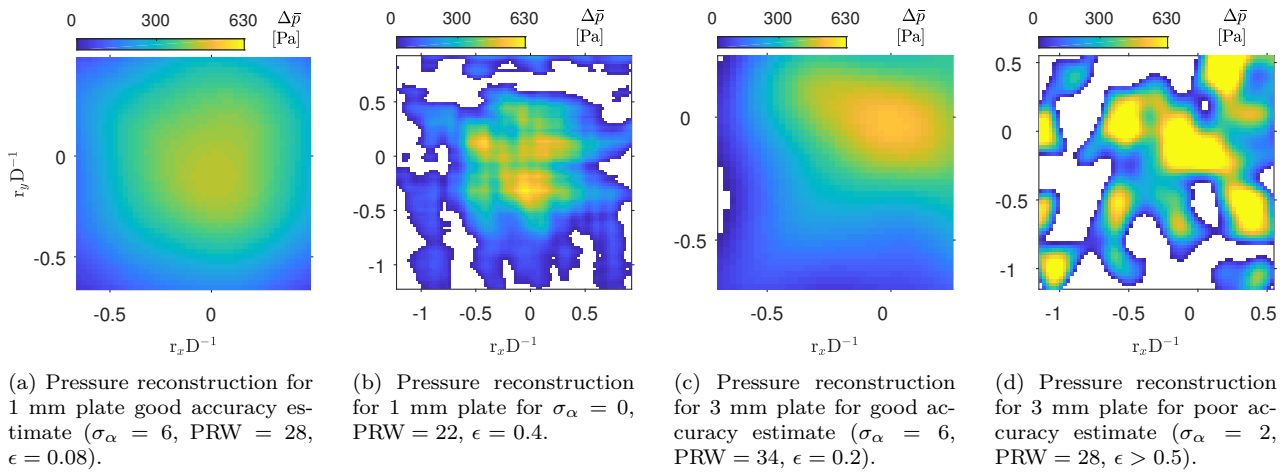 0 300 630 Δp̄ [Pa]
0
-0.5
r_y D⁻¹
-0.5 0
r_x D⁻¹
(a) Pressure reconstruction for
1 mm plate good accuracy es-
timate (σ_α = 6, PRW = 28,
ϵ = 0.08).
0 300 630 Δp̄ [Pa]
0.5
0
-0.5
-1
-1 -0.5 0 0.5
r_x D⁻¹
(b) Pressure reconstruction
for 1 mm plate for σ_α = 0,
PRW = 22, ϵ = 0.4.
0 300 630 Δp̄ [Pa]
0
-0.5
-0.5 0
r_x D⁻¹
(c) Pressure reconstruction
for 3 mm plate for good ac-
curacy estimate (σ_α = 6,
PRW = 34, ϵ = 0.2).
0 300 630 Δp̄ [Pa]
0.5
0
-0.5
-1
-1 -0.5 0 0.5
r_x D⁻¹
(d) Pressure reconstruction
for 3 mm plate for poor ac-
curacy estimate (σ_α = 2,
PRW = 28, ϵ > 0.5).